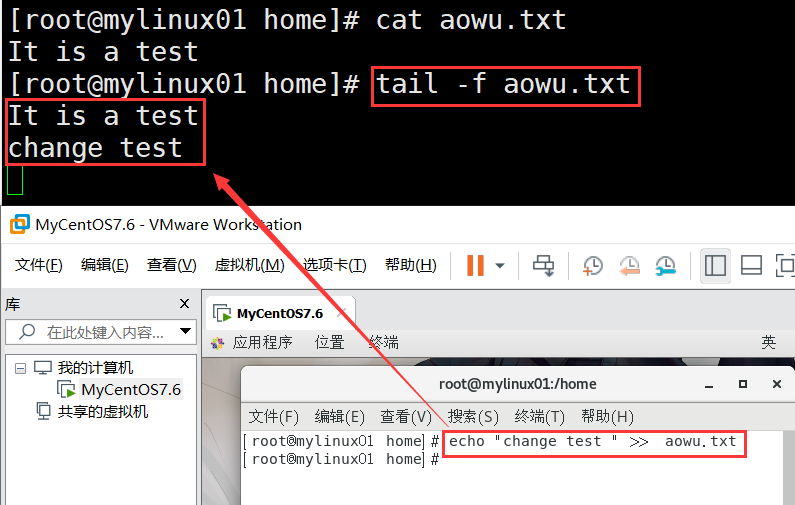 [root@mylinux01 home]# cat aowu.txt
It is a test
[root@mylinux01 home]# tail -f aowu.txt
It is a test
change test
MyCentOS7.6 - VMware Workstation
文件(F) 编辑(E) 查看(V) 虚拟机(M) 选项卡(T) 帮助(H)
库
MyCentOS7.6
在此处键入内容...
应用程序 位置 终端 英
我的计算机
MyCentOS7.6
共享的虚拟机
root@mylinux01:/home
文件(F) 编辑(E) 查看(V) 搜索(S) 终端(T) 帮助(H)
[root@mylinux01 home]# echo "change test " >> aowu.txt
[root@mylinux01 home]#